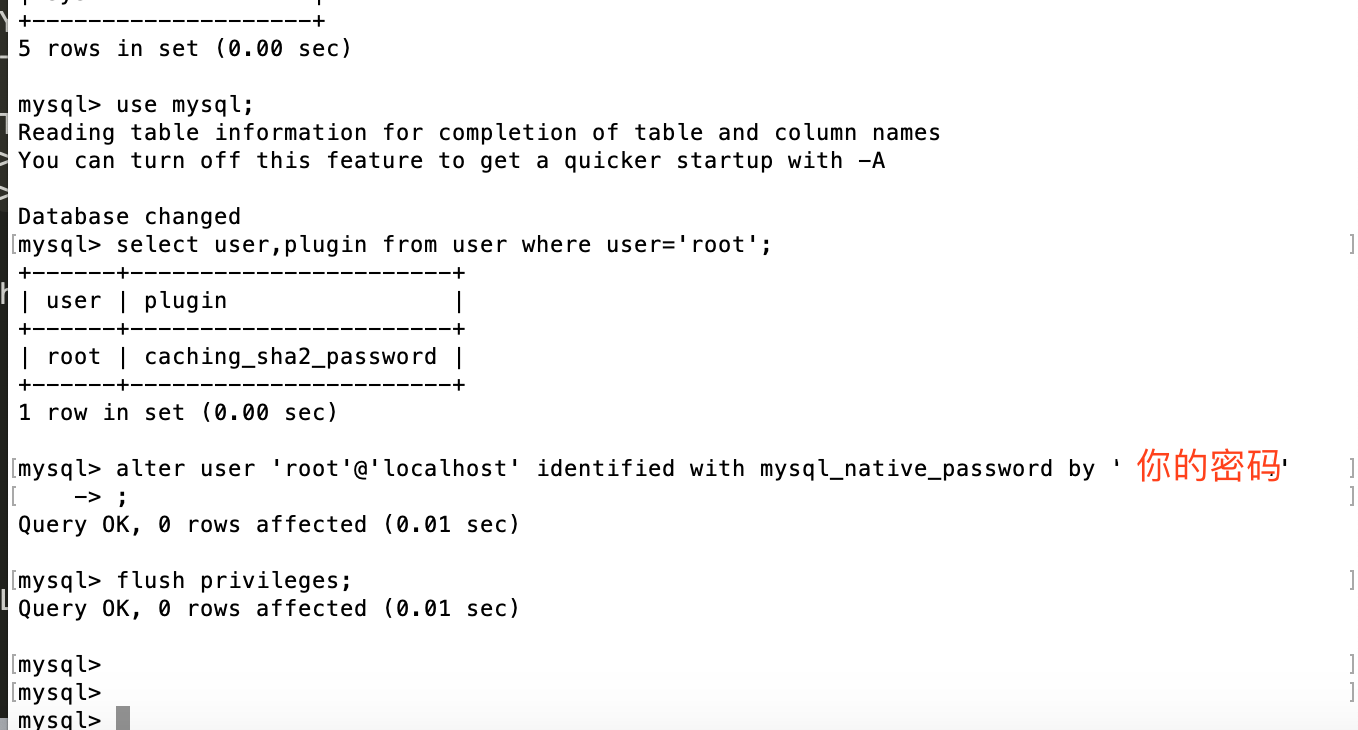 +--------------------+
5 rows in set (0.00 sec)
mysql> use mysql;
Reading table information for completion of table and column names
You can turn off this feature to get a quicker startup with -A
Database changed
[mysql> select user,plugin from user where user='root'; ]
+------+-----------------------+
| user | plugin                |
+------+-----------------------+
| root | caching_sha2_password |
+------+-----------------------+
1 row in set (0.00 sec)
[mysql> alter user 'root'@'localhost' identified with mysql_native_password by '你的密码' ]
[    -> ; ]
Query OK, 0 rows affected (0.01 sec)
[mysql> flush privileges; ]
Query OK, 0 rows affected (0.01 sec)
[mysql> ]
[mysql> ]
mysql>